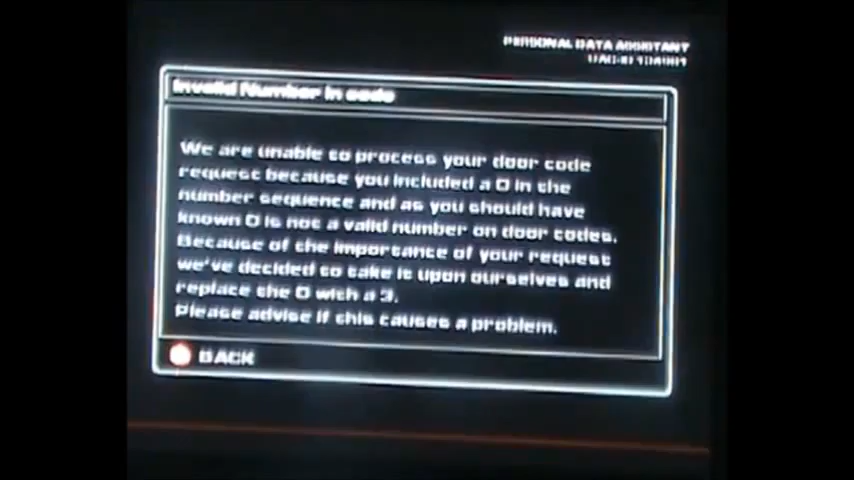 PERSONAL DATA ASSISTANT
Invalid Number in code
We are unable to process your door code
request because you included a 0 in the
number sequence and as you should have
known 0 is not a valid number on door codes.
Because of the importance of your request
we've decided to take it upon ourselves and
replace the 0 with a 3.
Please advise if this causes a problem.
BACK